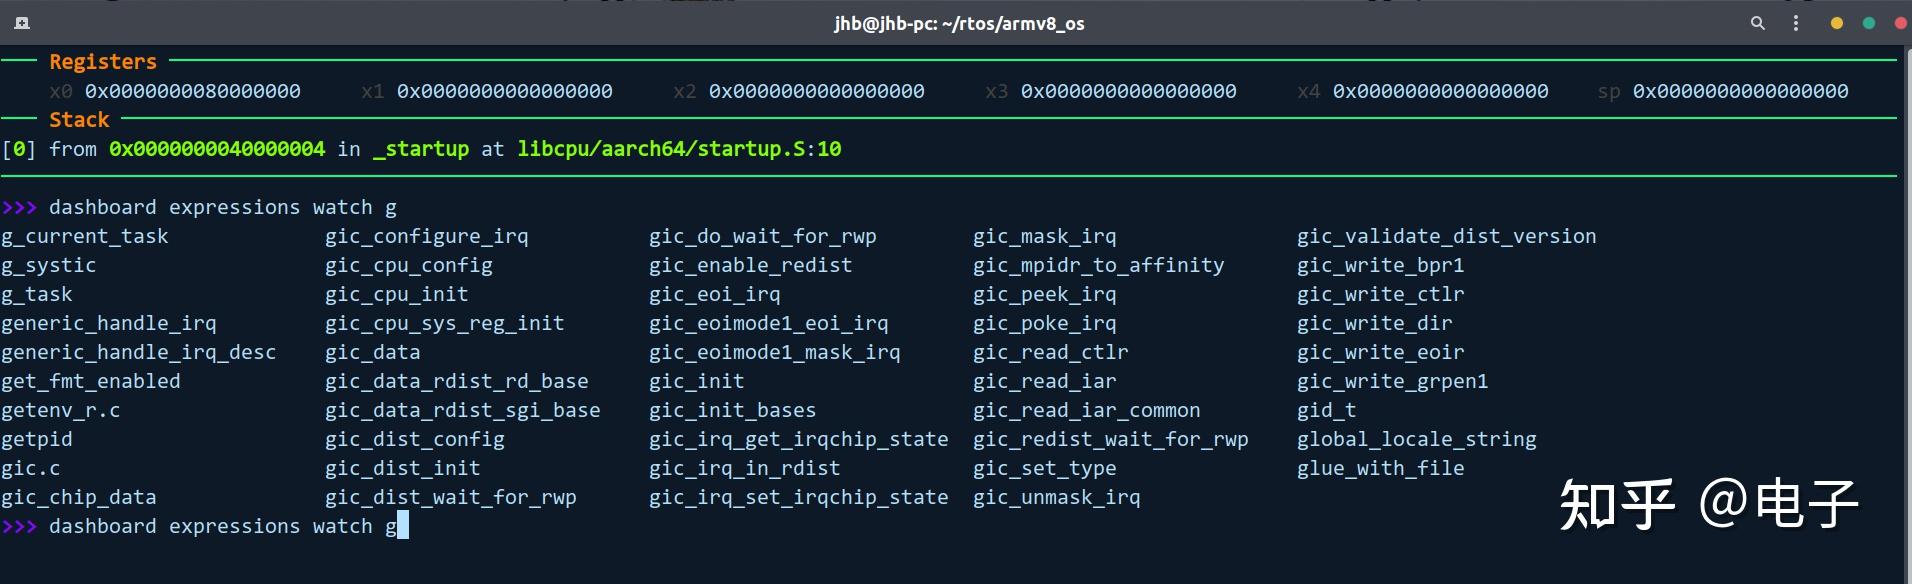 jhb@jhb-pc: ~/rtos/armv8_os
Registers
x0 0x0000000080000000 x1 0x0000000000000000 x2 0x0000000000000000 x3 0x0000000000000000 x4 0x0000000000000000 sp 0x0000000000000000
Stack
[0] from 0x0000000040000004 in _startup at libcpu/aarch64/startup.S:10
>>> dashboard expressions watch g
g_current_task gic_configure_irq gic_do_wait_for_rwp gic_mask_irq gic_validate_dist_version
g_systic gic_cpu_config gic_enable_redist gic_mpidr_to_affinity gic_write_bpr1
g_task gic_cpu_init gic_eoi_irq gic_peek_irq gic_write_ctlr
generic_handle_irq gic_cpu_sys_reg_init gic_eoimode1_eoi_irq gic_poke_irq gic_write_dir
generic_handle_irq_desc gic_data gic_eoimode1_mask_irq gic_read_ctlr gic_write_eoir
get_fmt_enabled gic_data_rdist_rd_base gic_init gic_read_iar gic_write_grpen1
getenv_r.c gic_data_rdist_sgi_base gic_init_bases gic_read_iar_common gid_t
getpid gic_dist_config gic_irq_get_irqchip_state gic_redist_wait_for_rwp global_locale_string
gic.c gic_dist_init gic_irq_in_rdist gic_set_type glue_with_file
gic_chip_data gic_dist_wait_for_rwp gic_irq_set_irqchip_state gic_unmask_irq
>>> dashboard expressions watch g
知乎 @电子